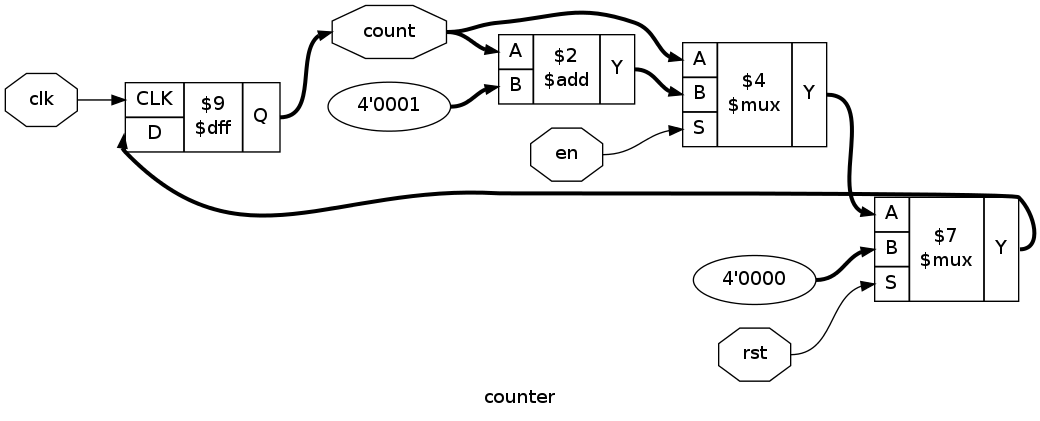 count
clk
CLK
D
$9
$dff
Q
A
B
$2
$add
Y
4'0001
A
B
S
$4
$mux
Y
en
A
B
S
$7
$mux
Y
4'0000
rst
counter